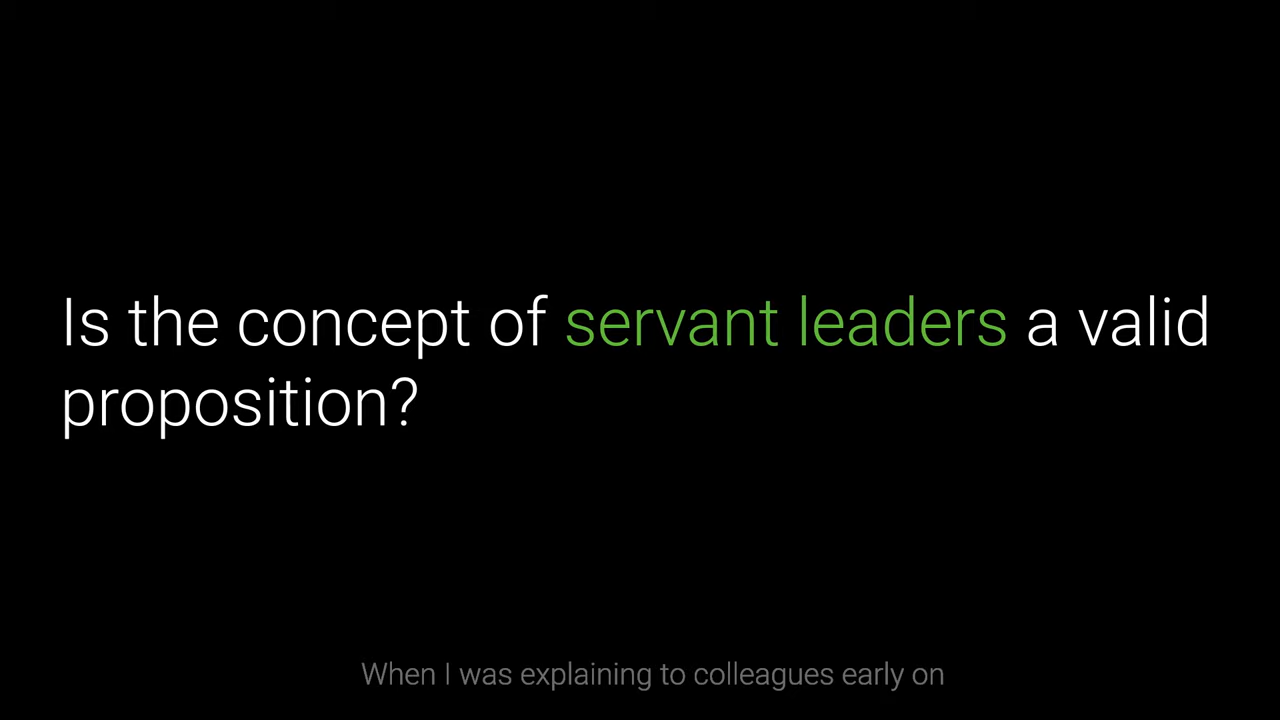 Is the concept of servant leaders a valid
proposition?
When I was explaining to colleagues early on